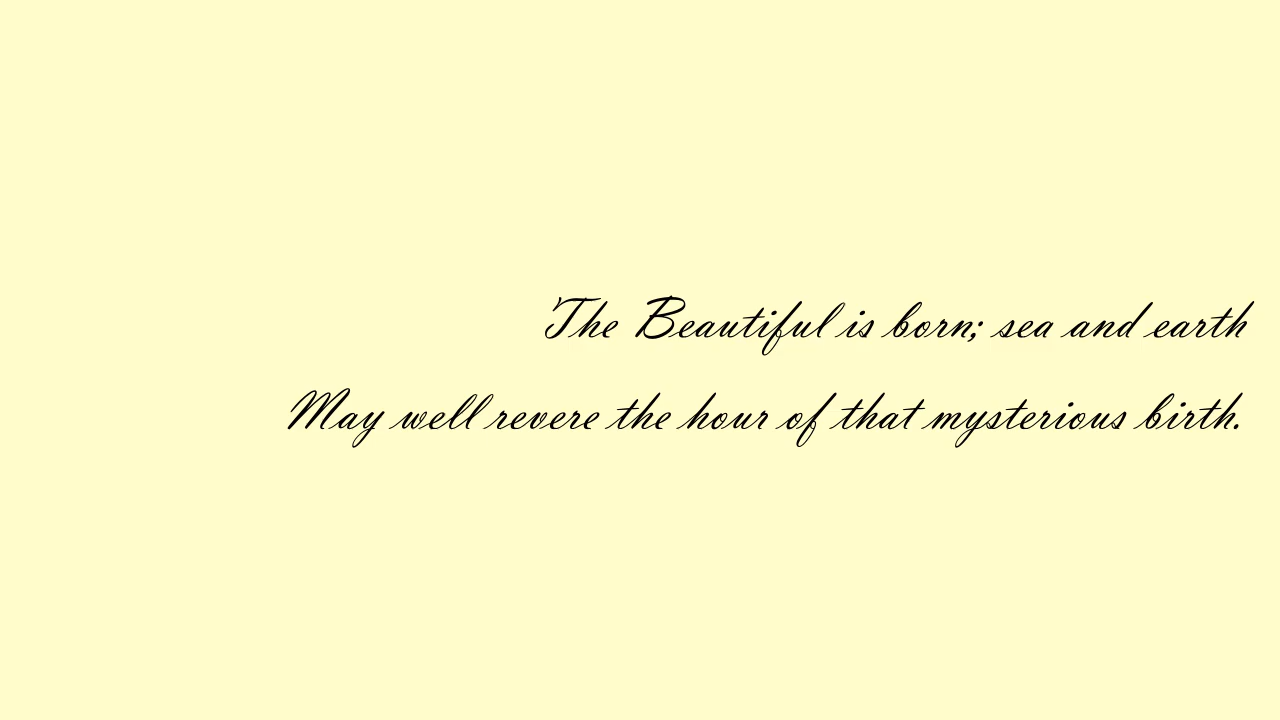 The Beautiful is born; sea and earth
May well revere the hour of that mysterious birth.